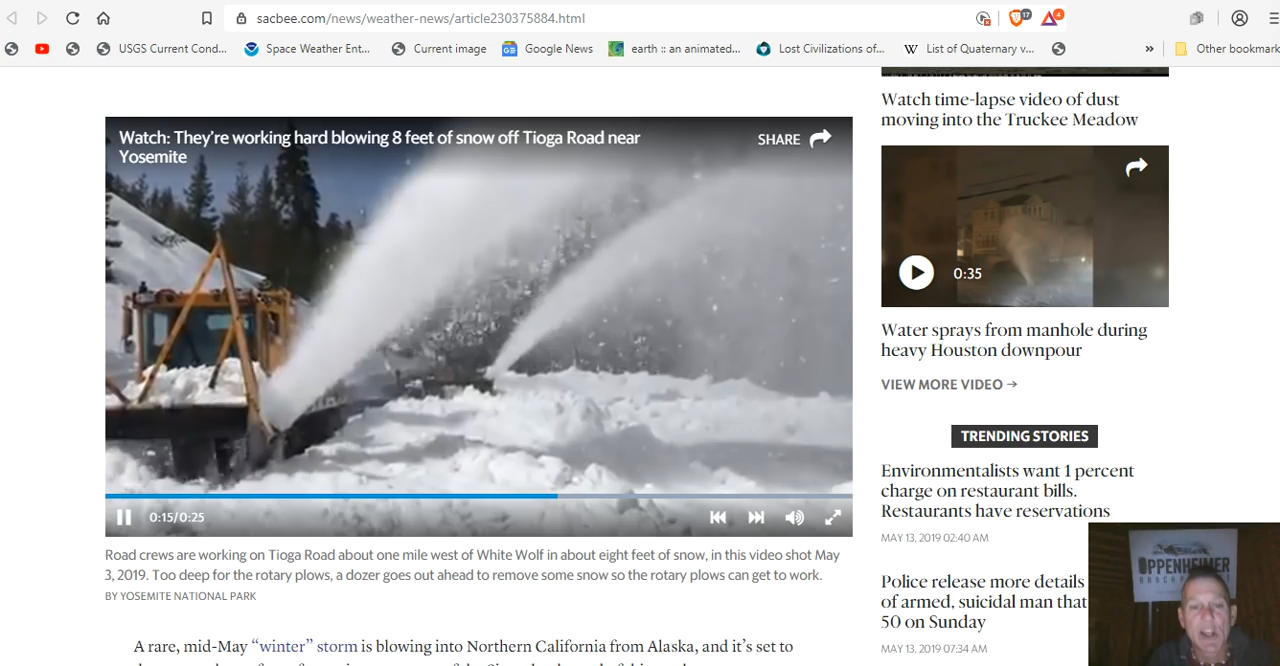 sacbee.com/news/weather-news/article230375884.html
17
4
USGS Current Cond...
Space Weather Ent...
Current image
Google News
earth :: an animated...
Lost Civilizations of...
List of Quaternary v...
»
Other bookmark
Watch: They're working hard blowing 8 feet of snow off Tioga Road near
Yosemite
SHARE
0:15/0:25
Road crews are working on Tioga Road about one mile west of White Wolf in about eight feet of snow, in this video shot May
3, 2019. Too deep for the rotary plows, a dozer goes out ahead to remove some snow so the rotary plows can get to work.
BY YOSEMITE NATIONAL PARK
A rare, mid-May “winter” storm is blowing into Northern California from Alaska, and it’s set to
Watch time-lapse video of dust
moving into the Truckee Meadow
0:35
Water sprays from manhole during
heavy Houston downpour
VIEW MORE VIDEO →
TRENDING STORIES
Environmentalists want 1 percent
charge on restaurant bills.
Restaurants have reservations
MAY 13, 2019 02:40 AM
Police release more details
of armed, suicidal man that
50 on Sunday
MAY 13, 2019 07:34 AM
OPPENHEIMER